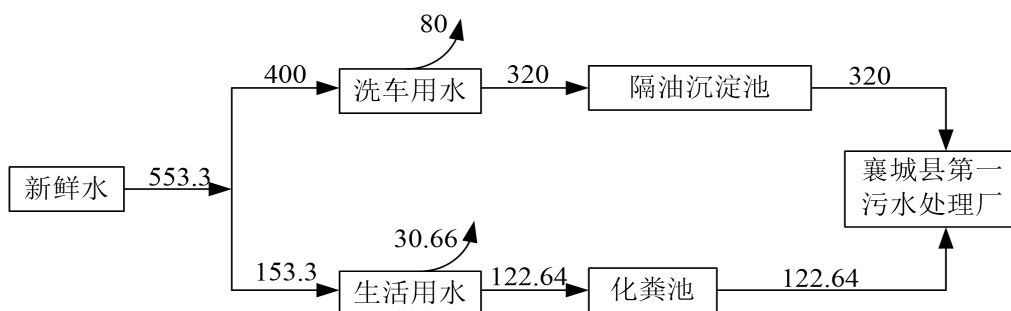 80
400
洗车用水
320
隔油沉淀池
320
新鲜水
553.3
襄城县第一
污水处理厂
30.66
153.3
生活用水
122.64
化粪池
122.64